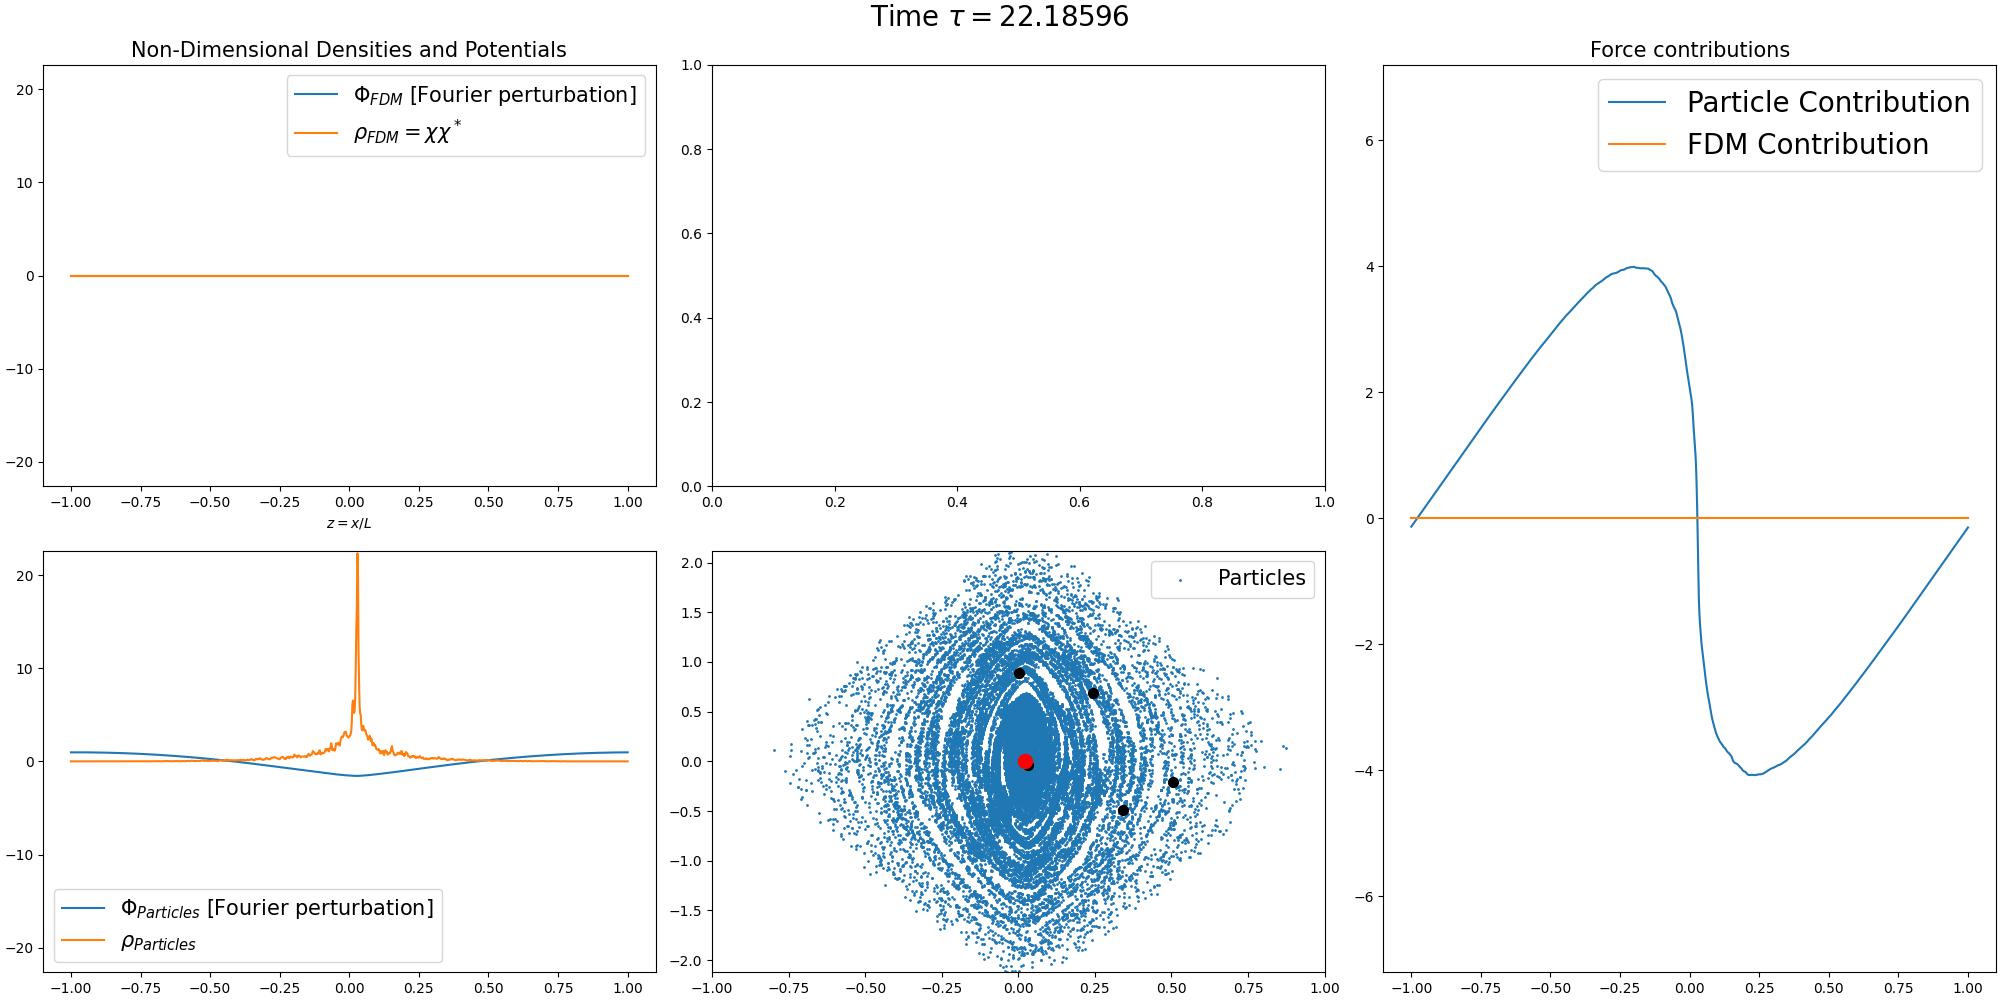 Time τ = 22.18596
Non-Dimensional Densities and Potentials
Φ_FDM [Fourier perturbation]
ρ_FDM = χχ*
20
10
0
−10
−20
−1.00 −0.75 −0.50 −0.25 0.00 0.25 0.50 0.75 1.00
z = x/L
1.0
0.8
0.6
0.4
0.2
0.0
0.0 0.2 0.4 0.6 0.8 1.0
Force contributions
Particle Contribution
FDM Contribution
6
4
2
0
−2
−4
−6
−1.00 −0.75 −0.50 −0.25 0.00 0.25 0.50 0.75 1.00
20
10
0
−10
−20
Φ_Particles [Fourier perturbation]
ρ_Particles
−1.00 −0.75 −0.50 −0.25 0.00 0.25 0.50 0.75 1.00
Particles
2.0
1.5
1.0
0.5
0.0
−0.5
−1.0
−1.5
−2.0
−1.00 −0.75 −0.50 −0.25 0.00 0.25 0.50 0.75 1.00